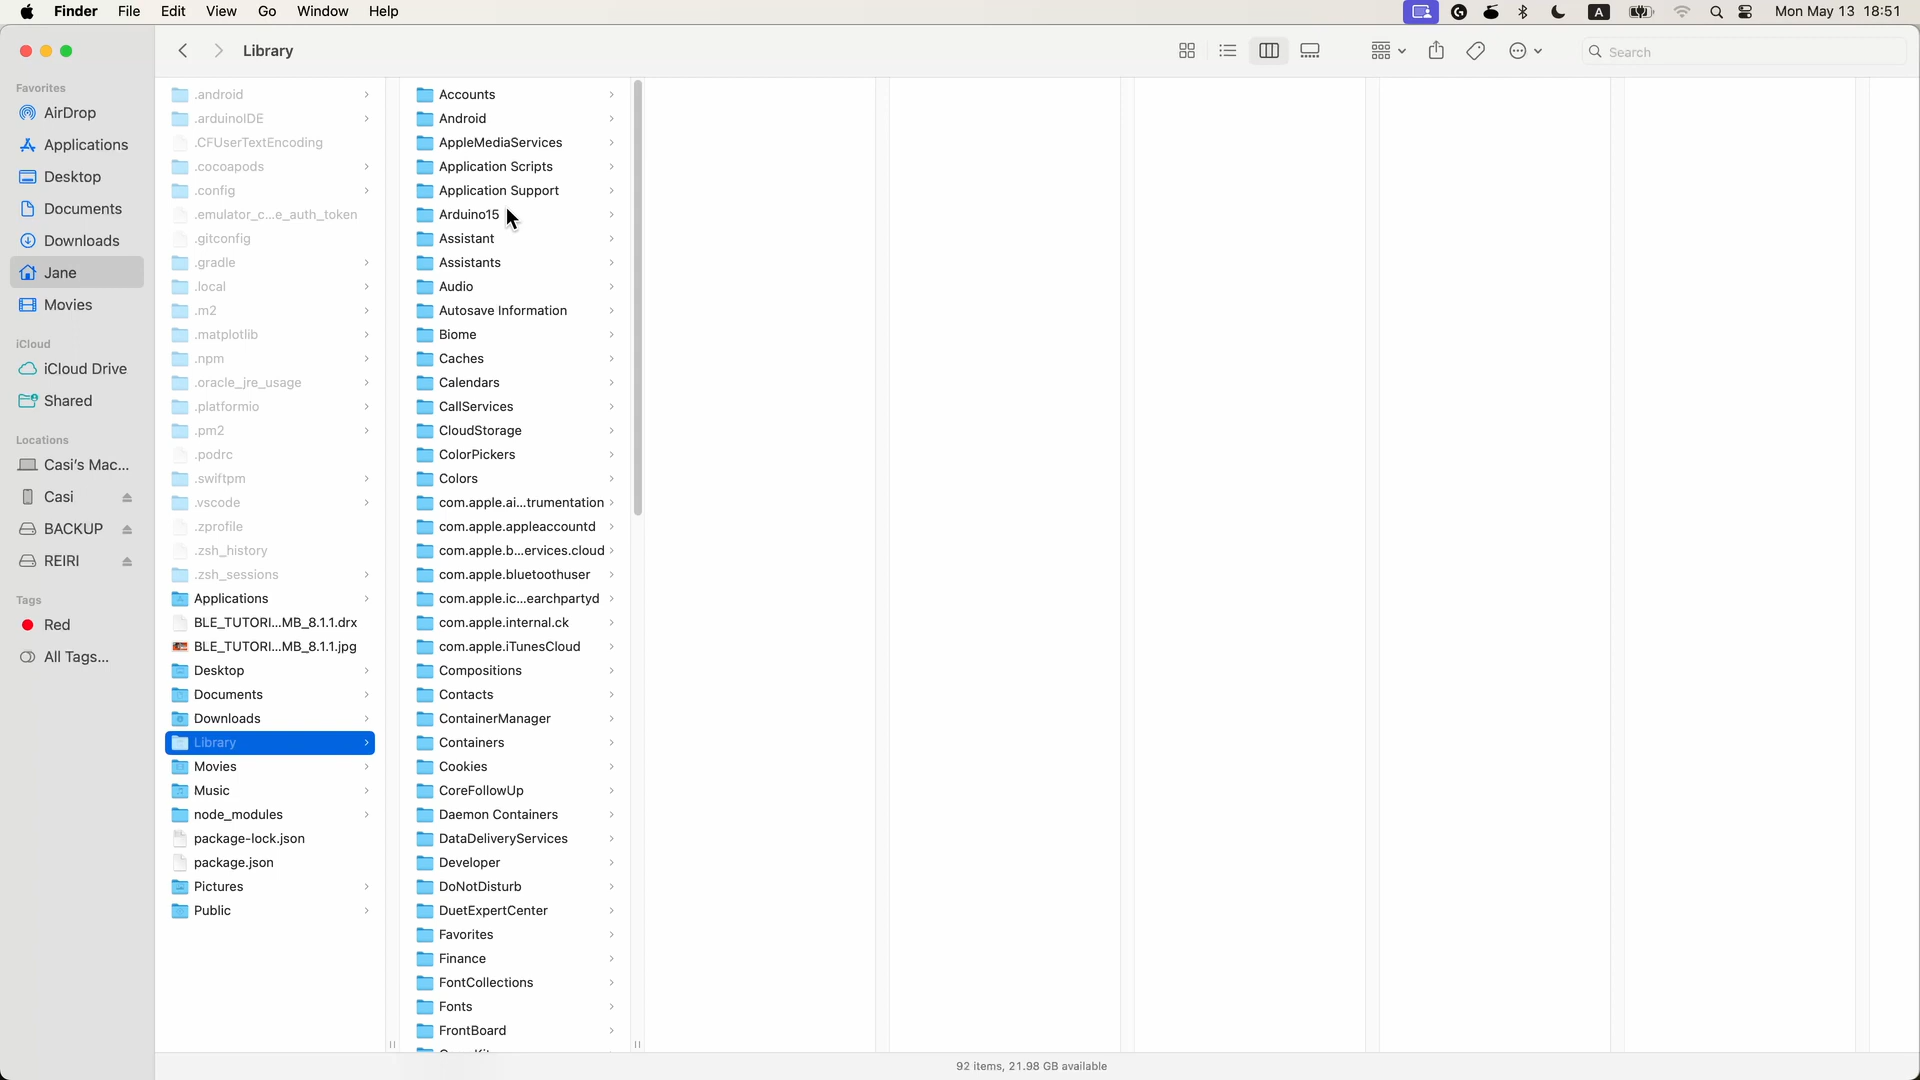 Finder File Edit View Go Window Help
A
Mon May 13 18:51
Library
Search
Favorites
AirDrop
Applications
Desktop
Documents
Downloads
Jane
Movies
iCloud
iCloud Drive
Shared
Locations
Casi's Mac...
Casi
BACKUP
REIRI
Tags
Red
All Tags...
.android
.arduinoIDE
.CFUserTextEncoding
.cocoapods
.config
.emulator_c...e_auth_token
.gitconfig
.gradle
.local
.m2
.matplotlib
.npm
.oracle_jre_usage
.platformio
.pm2
.podrc
.swiftpm
.vscode
.zprofile
.zsh_history
.zsh_sessions
Applications
BLE_TUTORI...MB_8.1.1.drx
BLE_TUTORI...MB_8.1.1.jpg
Desktop
Documents
Downloads
Library
Movies
Music
node_modules
package-lock.json
package.json
Pictures
Public
Accounts
Android
AppleMediaServices
Application Scripts
Application Support
Arduino15
Assistant
Assistants
Audio
Autosave Information
Biome
Caches
Calendars
CallServices
CloudStorage
ColorPickers
Colors
com.apple.ai...trumentation
com.apple.appleaccountd
com.apple.b...ervices.cloud
com.apple.bluetoothuser
com.apple.ic...earchpartyd
com.apple.internal.ck
com.apple.iTunesCloud
Compositions
Contacts
ContainerManager
Containers
Cookies
CoreFollowUp
Daemon Containers
DataDeliveryServices
Developer
DoNotDisturb
DuetExpertCenter
Favorites
Finance
FontCollections
Fonts
FrontBoard
92 items, 21.98 GB available